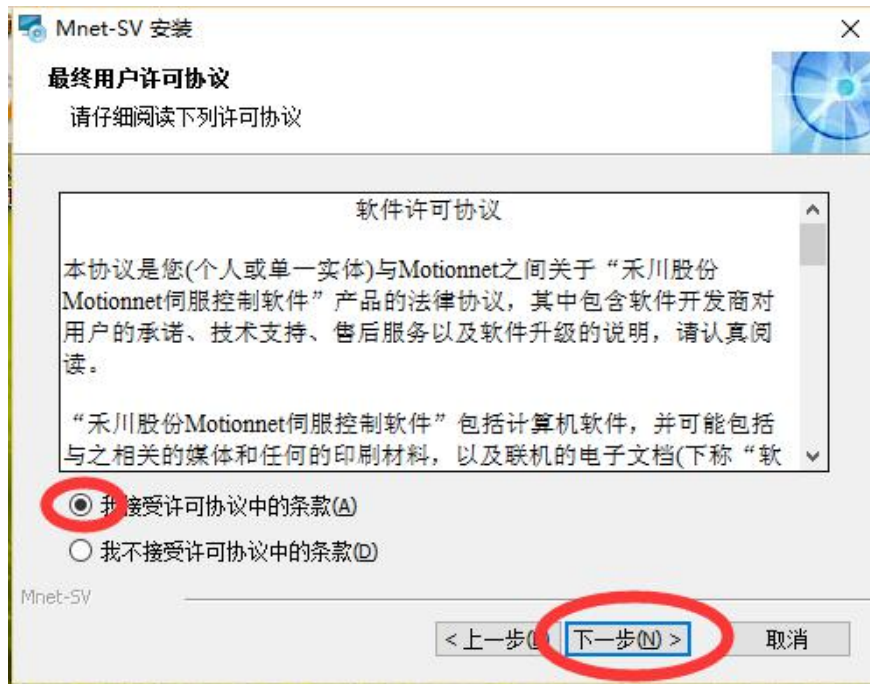 Mnet-SV 安装
最终用户许可协议
请仔细阅读下列许可协议
软件许可协议
本协议是您(个人或单一实体)与Motionnet之间关于“禾川股份
Motionnet伺服控制软件”产品的法律协议，其中包含软件开发商对
用户的承诺、技术支持、售后服务以及软件升级的说明，请认真阅
读。
“禾川股份Motionnet伺服控制软件”包括计算机软件，并可能包括
与之相关的媒体和任何的印刷材料，以及联机的电子文档(下称“软
我接受许可协议中的条款(A)
我不接受许可协议中的条款(D)
Mnet-SV
<上一步
下一步(N) >
取消